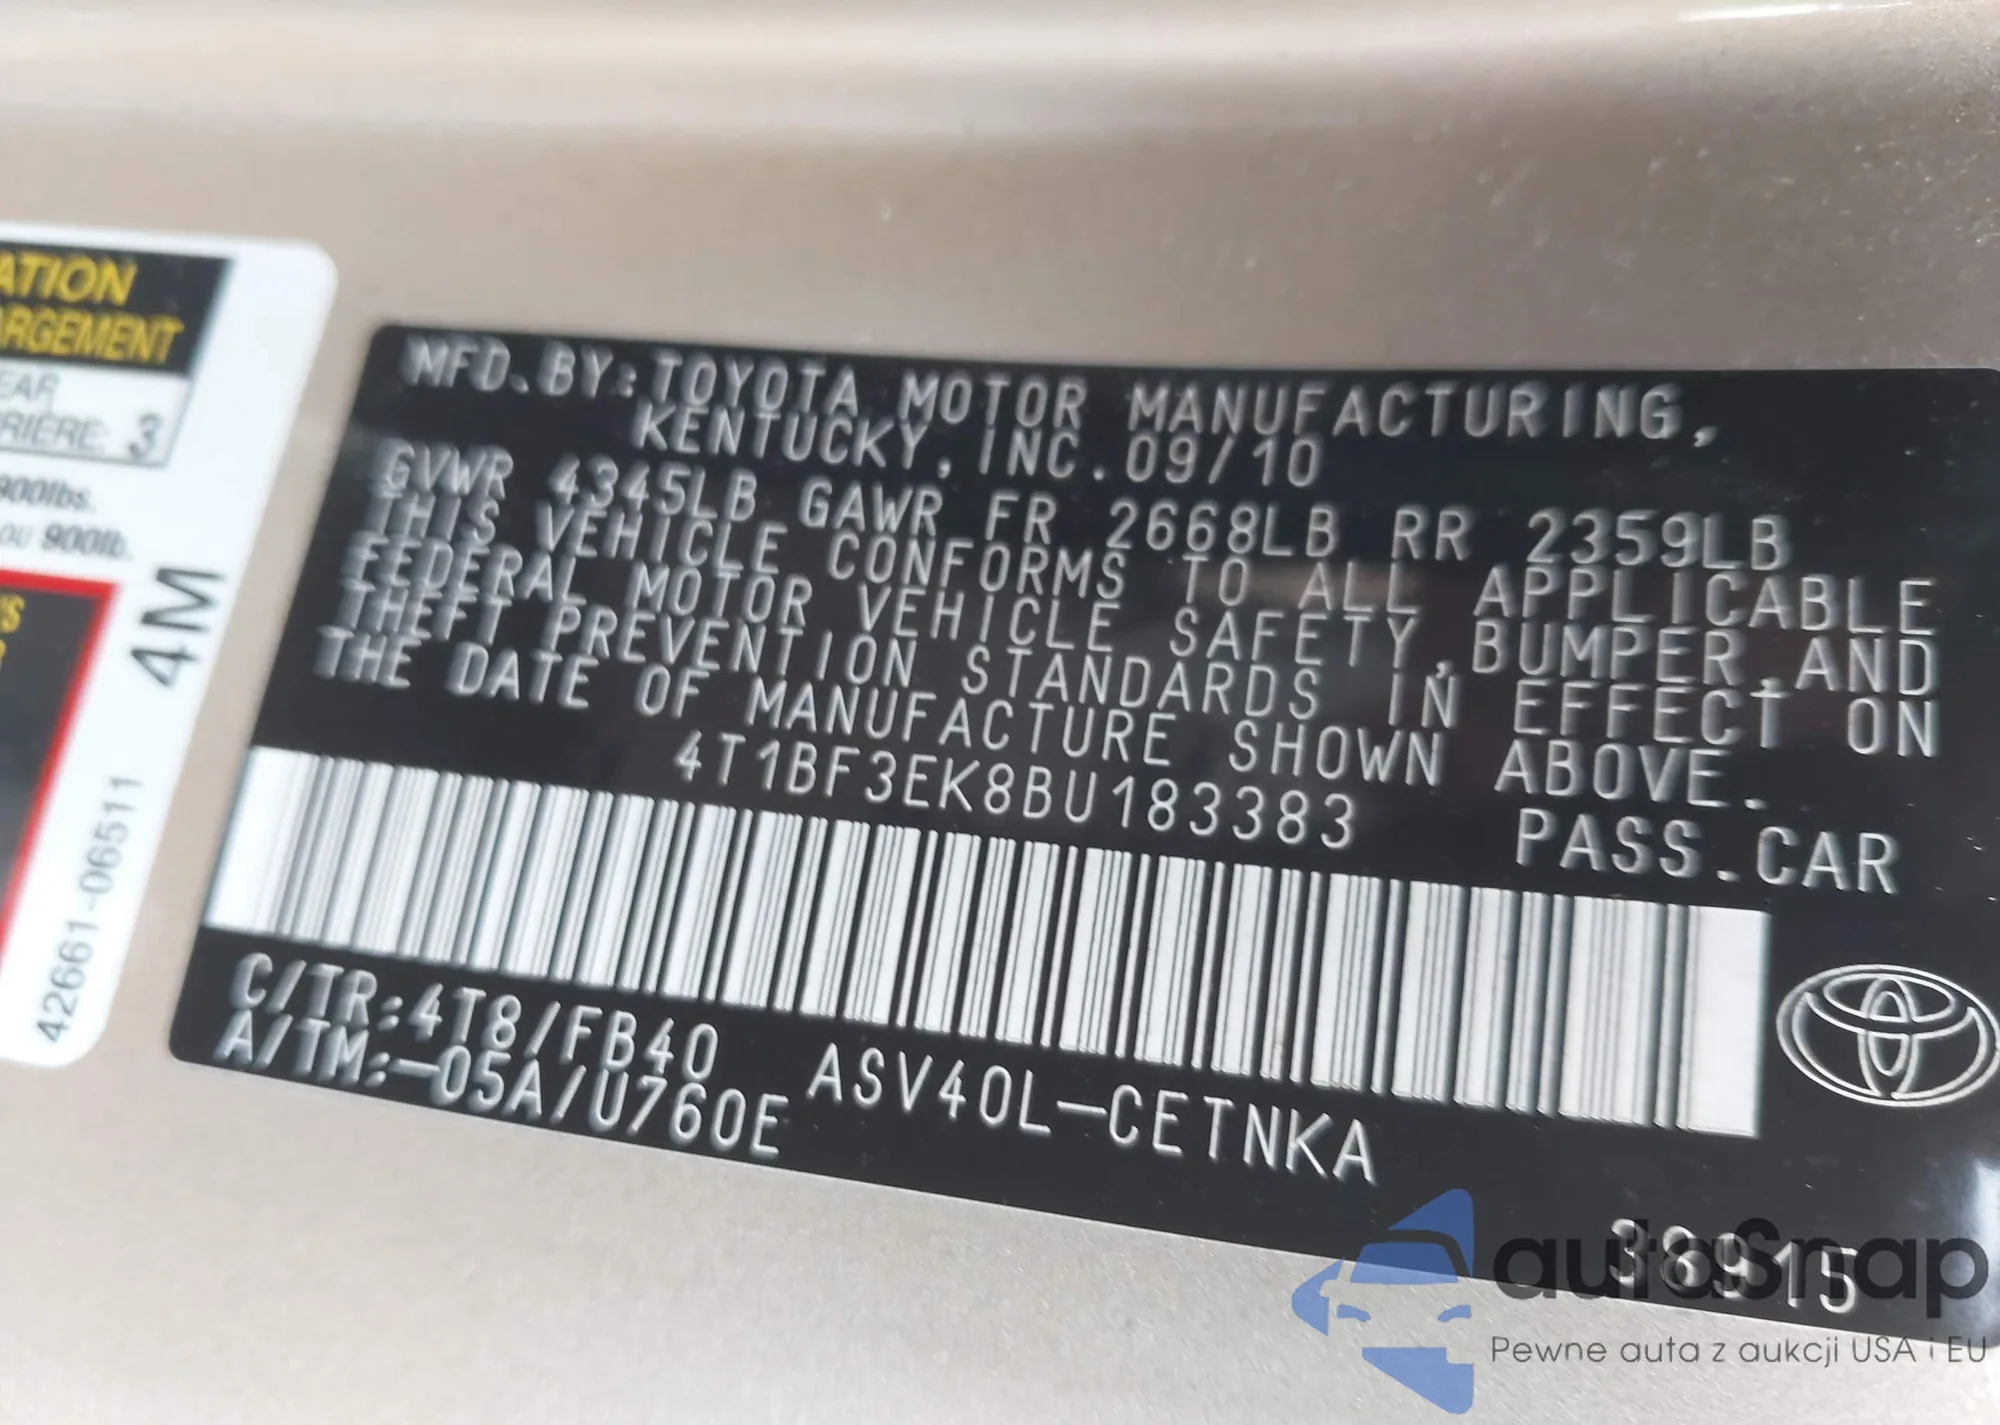 ATION
ARGEMENT
EAR
RRIÈRE: 3
900lbs.
ou 900lb.
4M
42661-06511
MFD.BY:TOYOTA MOTOR MANUFACTURING,
KENTUCKY, INC.09/10
GVWR 4345LB GAWR FR 2668LB RR 2359LB
THIS VEHICLE CONFORMS TO ALL APPLICABLE
FEDERAL MOTOR VEHICLE SAFETY,BUMPER,AND
THEFT PREVENTION STANDARDS IN EFFECT ON
THE DATE OF MANUFACTURE SHOWN ABOVE.
4T1BF3EK8BU183383 PASS.CAR
C/TR:4T8/FB40 ASV40L-CETNKA
A/TM:-05A/U760E
38915
autoSnap
Pewne auta z aukcji USA i EU